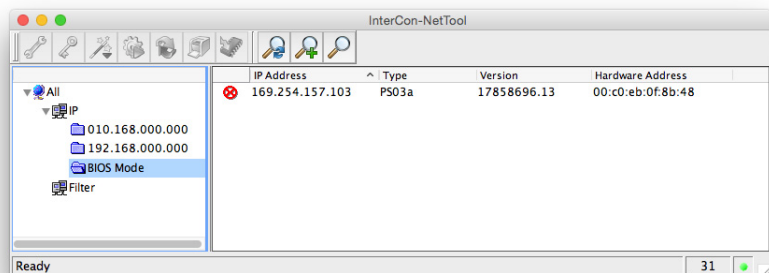 InterCon-NetTool
IP Address Type Version Hardware Address
169.254.157.103 PS03a 17858696.13 00:c0:eb:0f:8b:48
All
IP
010.168.000.000
192.168.000.000
BIOS Mode
Filter
Ready 31